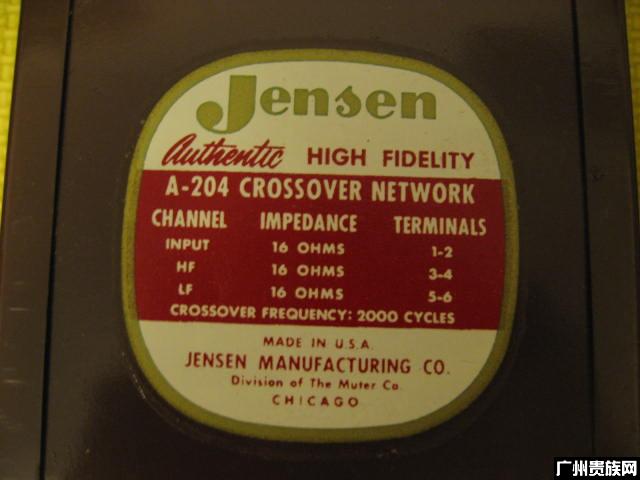 Jensen
Authentic HIGH FIDELITY
A-204 CROSSOVER NETWORK
CHANNEL IMPEDANCE TERMINALS
INPUT 16 OHMS 1-2
HF 16 OHMS 3-4
LF 16 OHMS 5-6
CROSSOVER FREQUENCY: 2000 CYCLES
MADE IN U.S.A.
JENSEN MANUFACTURING CO.
Division of The Muter Co.
CHICAGO
广州贵族网